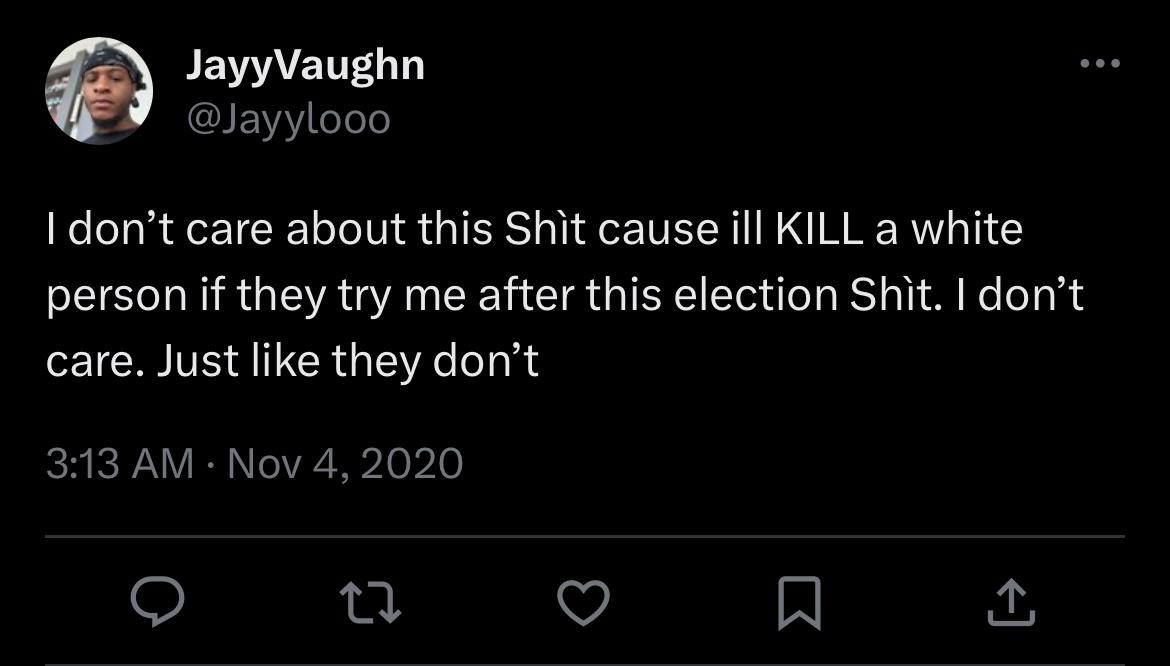 JayyVaughn
@Jayylooo
I don’t care about this Shìt cause ill KILL a white
person if they try me after this election Shìt. I don’t
care. Just like they don’t
3:13 AM · Nov 4, 2020